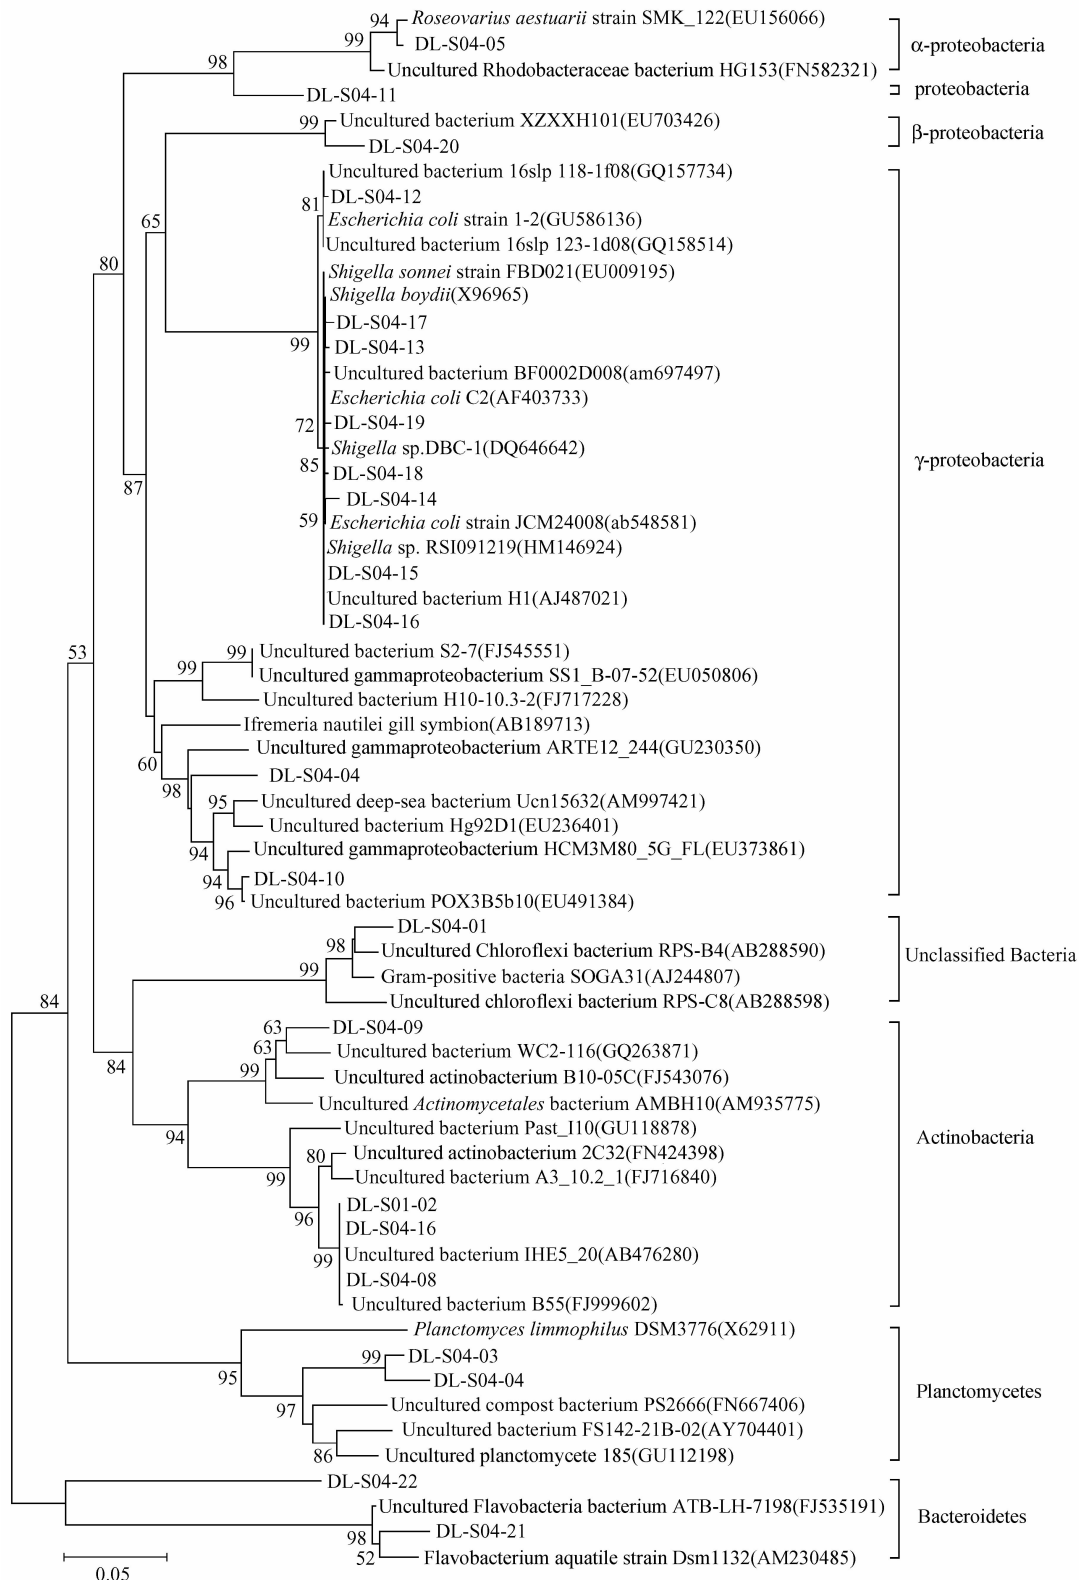 94 Roseovarius aestuarii strain SMK_122(EU156066)
99 DL-S04-05 α-proteobacteria
98 Uncultured Rhodobacteraceae bacterium HG153(FN582321)
DL-S04-11 proteobacteria
99 Uncultured bacterium XZXXH101(EU703426)
β-proteobacteria
DL-S04-20
Uncultured bacterium 16slp 118-1f08(GQ157734)
81 DL-S04-12
65 Escherichia coli strain 1-2(GU586136)
Uncultured bacterium 16slp 123-1d08(GQ158514)
80 Shigella sonnei strain FBD021(EU009195)
Shigella boydii(X96965)
DL-S04-17
99 DL-S04-13
Uncultured bacterium BF0002D008(am697497)
Escherichia coli C2(AF403733)
72 DL-S04-19
Shigella sp.DBC-1(DQ646642)
85 γ-proteobacteria
DL-S04-18
87 DL-S04-14
59 Escherichia coli strain JCM24008(ab548581)
Shigella sp. RSI091219(HM146924)
DL-S04-15
Uncultured bacterium H1(AJ487021)
DL-S04-16
53 99 Uncultured bacterium S2-7(FJ545551)
99 Uncultured gammaproteobacterium SS1_B-07-52(EU050806)
Uncultured bacterium H10-10.3-2(FJ717228)
Ifremeria nautilei gill symbion(AB189713)
Uncultured gammaproteobacterium ARTE12_244(GU230350)
60 DL-S04-04
98 95 Uncultured deep-sea bacterium Ucn15632(AM997421)
Uncultured bacterium Hg92D1(EU236401)
94 Uncultured gammaproteobacterium HCM3M80_5G_FL(EU373861)
94 DL-S04-10
96 Uncultured bacterium POX3B5b10(EU491384)
DL-S04-01
98 Uncultured Chloroflexi bacterium RPS-B4(AB288590) Unclassified Bacteria
99 Gram-positive bacteria SOGA31(AJ244807)
84 Uncultured chloroflexi bacterium RPS-C8(AB288598)
63 DL-S04-09
63 Uncultured bacterium WC2-116(GQ263871)
84 99 Uncultured actinobacterium B10-05C(FJ543076)
Uncultured Actinomycetales bacterium AMBH10(AM935775)
94 Uncultured bacterium Past_I10(GU118878) Actinobacteria
80 Uncultured actinobacterium 2C32(FN424398)
99 Uncultured bacterium A3_10.2_1(FJ716840)
DL-S01-02
96 DL-S04-16
99 Uncultured bacterium IHE5_20(AB476280)
DL-S04-08
Uncultured bacterium B55(FJ999602)
Planctomyces limmophilus DSM3776(X62911)
99 DL-S04-03
95 DL-S04-04 Planctomycetes
97 Uncultured compost bacterium PS2666(FN667406)
Uncultured bacterium FS142-21B-02(AY704401)
86 Uncultured planctomycete 185(GU112198)
DL-S04-22
Uncultured Flavobacteria bacterium ATB-LH-7198(FJ535191)
Bacteroidetes
98 DL-S04-21
52 Flavobacterium aquatile strain Dsm1132(AM230485)
0.05